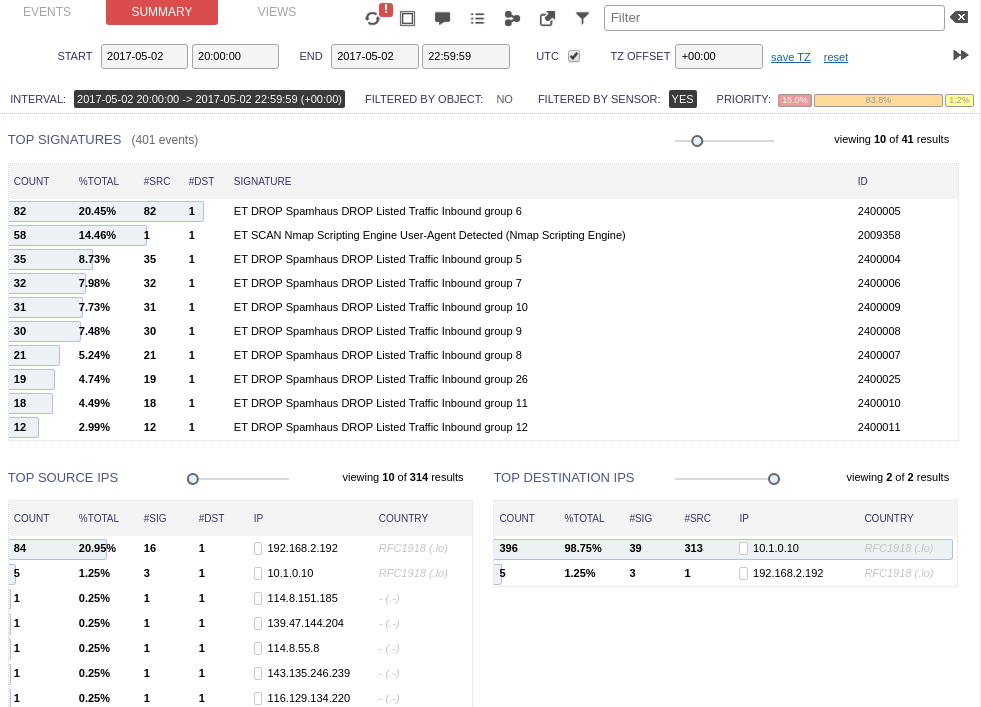 EVENTS SUMMARY VIEWS ! Filter
START 2017-05-02 20:00:00 END 2017-05-02 22:59:59 UTC TZ OFFSET +00:00 save TZ reset
INTERVAL: 2017-05-02 20:00:00 -> 2017-05-02 22:59:59 (+00:00) FILTERED BY OBJECT: NO FILTERED BY SENSOR: YES PRIORITY: 15.0% 83.8% 1.2%
TOP SIGNATURES (401 events) viewing 10 of 41 results
COUNT %TOTAL #SRC #DST SIGNATURE ID
82 20.45% 82 1 ET DROP Spamhaus DROP Listed Traffic Inbound group 6 2400005
58 14.46% 1 1 ET SCAN Nmap Scripting Engine User-Agent Detected (Nmap Scripting Engine) 2009358
35 8.73% 35 1 ET DROP Spamhaus DROP Listed Traffic Inbound group 5 2400004
32 7.98% 32 1 ET DROP Spamhaus DROP Listed Traffic Inbound group 7 2400006
31 7.73% 31 1 ET DROP Spamhaus DROP Listed Traffic Inbound group 10 2400009
30 7.48% 30 1 ET DROP Spamhaus DROP Listed Traffic Inbound group 9 2400008
21 5.24% 21 1 ET DROP Spamhaus DROP Listed Traffic Inbound group 8 2400007
19 4.74% 19 1 ET DROP Spamhaus DROP Listed Traffic Inbound group 26 2400025
18 4.49% 18 1 ET DROP Spamhaus DROP Listed Traffic Inbound group 11 2400010
12 2.99% 12 1 ET DROP Spamhaus DROP Listed Traffic Inbound group 12 2400011
TOP SOURCE IPS viewing 10 of 314 results
COUNT %TOTAL #SIG #DST IP COUNTRY
84 20.95% 16 1 192.168.2.192 RFC1918 (.lo)
5 1.25% 3 1 10.1.0.10 RFC1918 (.lo)
1 0.25% 1 1 114.8.151.185 - (.-)
1 0.25% 1 1 139.47.144.204 - (.-)
1 0.25% 1 1 114.8.55.8 - (.-)
1 0.25% 1 1 143.135.246.239 - (.-)
1 0.25% 1 1 116.129.134.220 - (.-)
TOP DESTINATION IPS viewing 2 of 2 results
COUNT %TOTAL #SIG #SRC IP COUNTRY
396 98.75% 39 313 10.1.0.10 RFC1918 (.lo)
5 1.25% 3 1 192.168.2.192 RFC1918 (.lo)